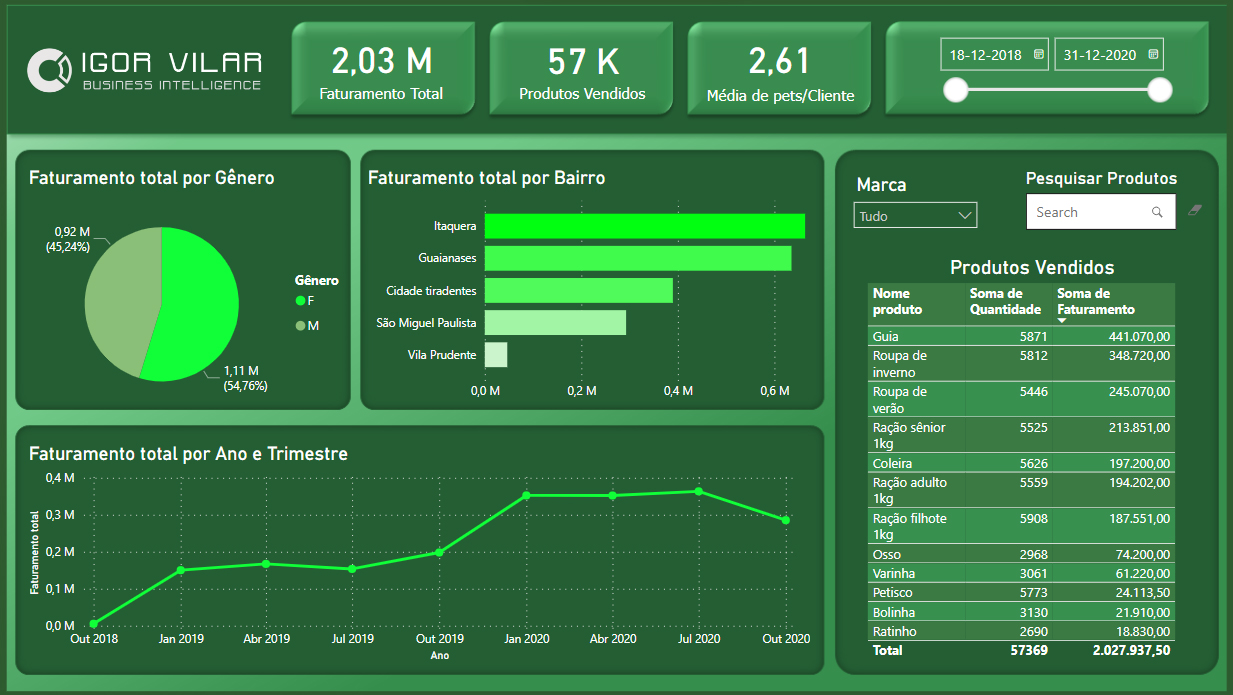 IGOR VILAR
BUSINESS INTELLIGENCE
2,03 M
Faturamento Total
57 K
Produtos Vendidos
2,61
Média de pets/Cliente
18-12-2018
31-12-2020
Faturamento total por Gênero
0,92 M
(45,24%)
1,11 M
(54,76%)
Gênero
F
M
Faturamento total por Bairro
Itaquera
Guaianases
Cidade tiradentes
São Miguel Paulista
Vila Prudente
0,0 M 0,2 M 0,4 M 0,6 M
Faturamento total por Ano e Trimestre
Faturamento total
0,4 M
0,3 M
0,2 M
0,1 M
0,0 M
Out 2018 Jan 2019 Abr 2019 Jul 2019 Out 2019 Jan 2020 Abr 2020 Jul 2020 Out 2020
Ano
Marca
Tudo
Pesquisar Produtos
Search
Produtos Vendidos
Nome Soma de Soma de
produto Quantidade Faturamento
Guia 5871 441.070,00
Roupa de 5812 348.720,00
inverno
Roupa de 5446 245.070,00
verão
Ração sênior 5525 213.851,00
1kg
Coleira 5626 197.200,00
Ração adulto 5559 194.202,00
1kg
Ração filhote 5908 187.551,00
1kg
Osso 2968 74.200,00
Varinha 3061 61.220,00
Petisco 5773 24.113,50
Bolinha 3130 21.910,00
Ratinho 2690 18.830,00
Total 57369 2.027.937,50